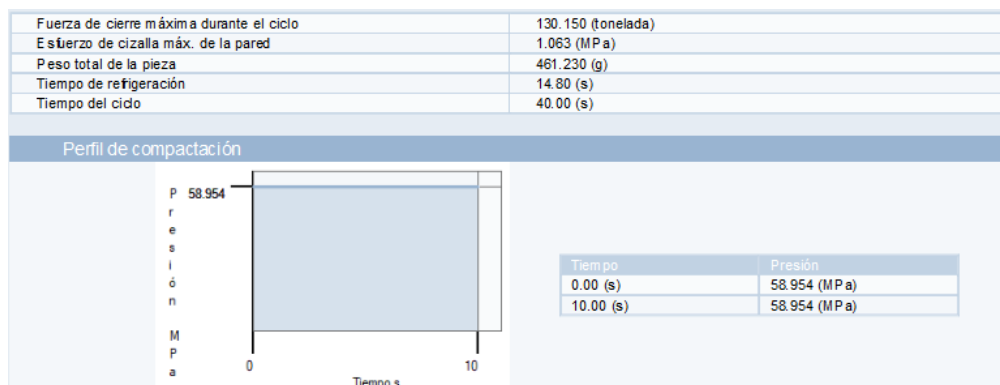 Fuerza de cierre máxima durante el ciclo 130.150 (tonelada)
Esfuerzo de cizalla máx. de la pared 1.063 (MPa)
Peso total de la pieza 461.230 (g)
Tiempo de refrigeración 14.80 (s)
Tiempo del ciclo 40.00 (s)
Perfil de compactación
Presión MPa
58.954
0 10
Tiempo s
Tiempo Presión
0.00 (s) 58.954 (MPa)
10.00 (s) 58.954 (MPa)